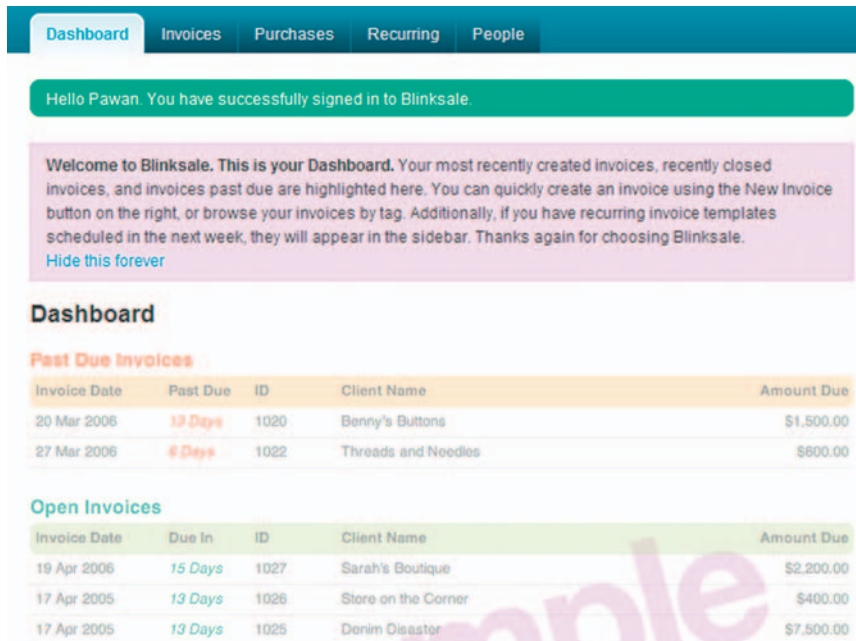 Dashboard Invoices Purchases Recurring People
Hello Pawan. You have successfully signed in to Blinksale.
Welcome to Blinksale. This is your Dashboard. Your most recently created invoices, recently closed
invoices, and invoices past due are highlighted here. You can quickly create an invoice using the New Invoice
button on the right, or browse your invoices by tag. Additionally, if you have recurring invoice templates
scheduled in the next week, they will appear in the sidebar. Thanks again for choosing Blinksale.
Hide this forever
Dashboard
Past Due Invoices
Invoice Date Past Due ID Client Name Amount Due
20 Mar 2006 13 Days 1020 Benny's Buttons $1,500.00
27 Mar 2006 6 Days 1022 Threads and Needles $600.00
Open Invoices
Invoice Date Due In ID Client Name Amount Due
19 Apr 2006 15 Days 1027 Sarah's Boutique $2,200.00
17 Apr 2005 13 Days 1026 Store on the Corner $400.00
17 Apr 2005 13 Days 1025 Denim Disaster $7,500.00